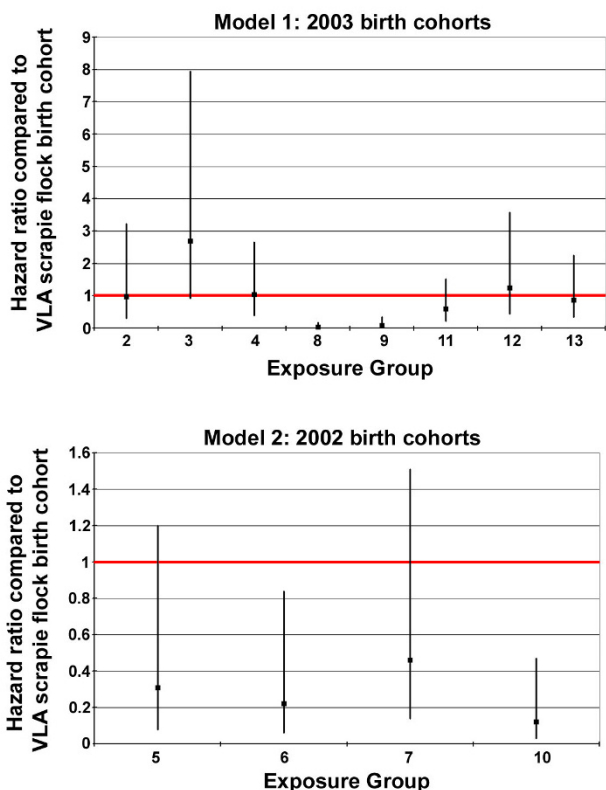 Model 1: 2003 birth cohorts
Hazard ratio compared to
VLA scrapie flock birth cohort
9
8
7
6
5
4
3
2
1
0
2 3 4 8 9 11 12 13
Exposure Group
Model 2: 2002 birth cohorts
Hazard ratio compared to
VLA scrapie flock birth cohort
1.6
1.4
1.2
1
0.8
0.6
0.4
0.2
0
5 6 7 10
Exposure Group